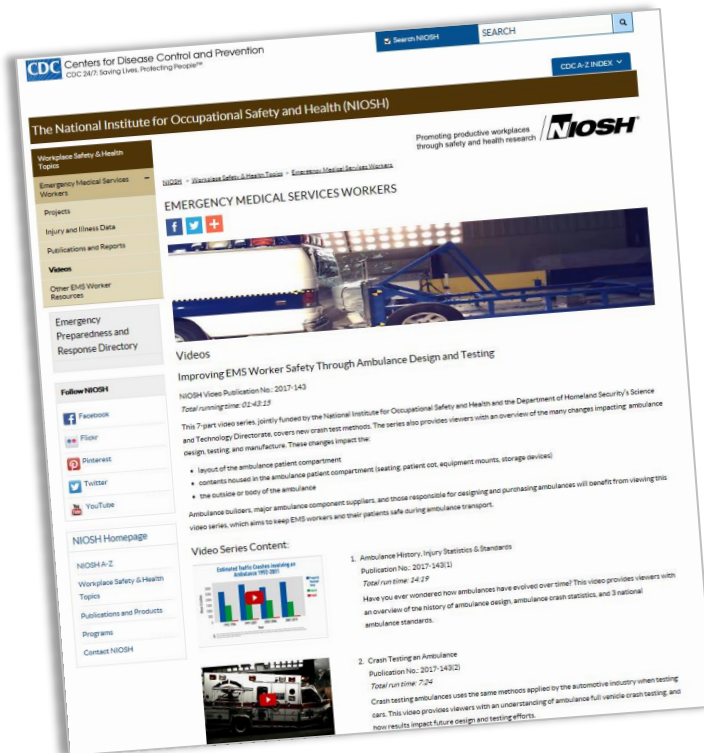 Search NIOSH
SEARCH
CDC
Centers for Disease Control and Prevention
CDC 24/7: Saving Lives, Protecting People™
CDC A-Z INDEX
The National Institute for Occupational Safety and Health (NIOSH)
Promoting productive workplaces
through safety and health research
NIOSH
Workplace Safety & Health
Topics
Emergency Medical Services
Workers
Projects
Injury and Illness Data
Publications and Reports
Videos
Other EMS Worker
Resources
Emergency
Preparedness and
Response Directory
Follow NIOSH
Facebook
Flickr
Pinterest
Twitter
YouTube
NIOSH Homepage
NIOSH A-Z
Workplace Safety & Health
Topics
Publications and Products
Programs
Contact NIOSH
NIOSH > Workplace Safety & Health Topics > Emergency Medical Services Workers
EMERGENCY MEDICAL SERVICES WORKERS
Videos
Improving EMS Worker Safety Through Ambulance Design and Testing
NIOSH Video Publication No.: 2017-143
Total running time: 01:43:15
This 7-part video series, jointly funded by the National Institute for Occupational Safety and Health and the Department of Homeland Security's Science
and Technology Directorate, covers new crash test methods. The series also provides viewers with an overview of the many changes impacting ambulance
design, testing, and manufacture. These changes impact the:
• layout of the ambulance patient compartment
• contents housed in the ambulance patient compartment (seating, patient cot, equipment mounts, storage devices)
• the outside or body of the ambulance
Ambulance builders, major ambulance component suppliers, and those responsible for designing and purchasing ambulances will benefit from viewing this
video series, which aims to keep EMS workers and their patients safe during ambulance transport.
Video Series Content:
Estimated Traffic Crashes Involving an
Ambulance 1992-2011
1. Ambulance History, Injury Statistics & Standards
Publication No.: 2017-143(1)
Total run time: 14:19
Have you ever wondered how ambulances have evolved over time? This video provides viewers with
an overview of the history of ambulance design, ambulance crash statistics, and 3 national
ambulance standards.
2. Crash Testing an Ambulance
Publication No.: 2017-143(2)
Total run time: 7:24
Crash testing ambulances uses the same methods applied by the automotive industry when testing
cars. This video provides viewers with an understanding of ambulance full vehicle crash testing, and
how results impact future design and testing efforts.